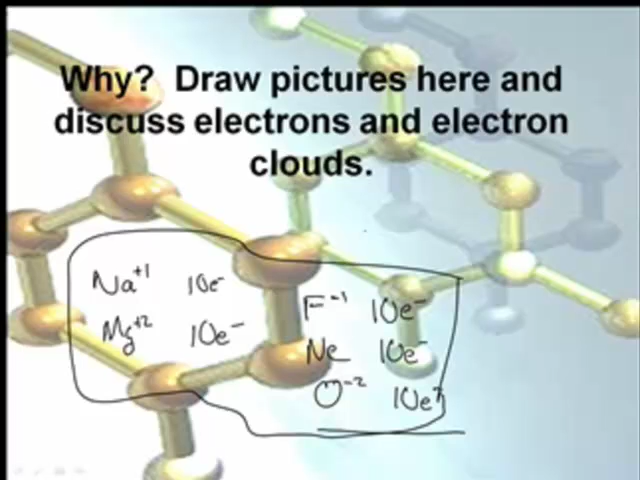 Why? Draw pictures here and
discuss electrons and electron
clouds.
Na+1 10e-
Mg+2 10e-
F-1 10e-
Ne 10e-
O-2 10e-